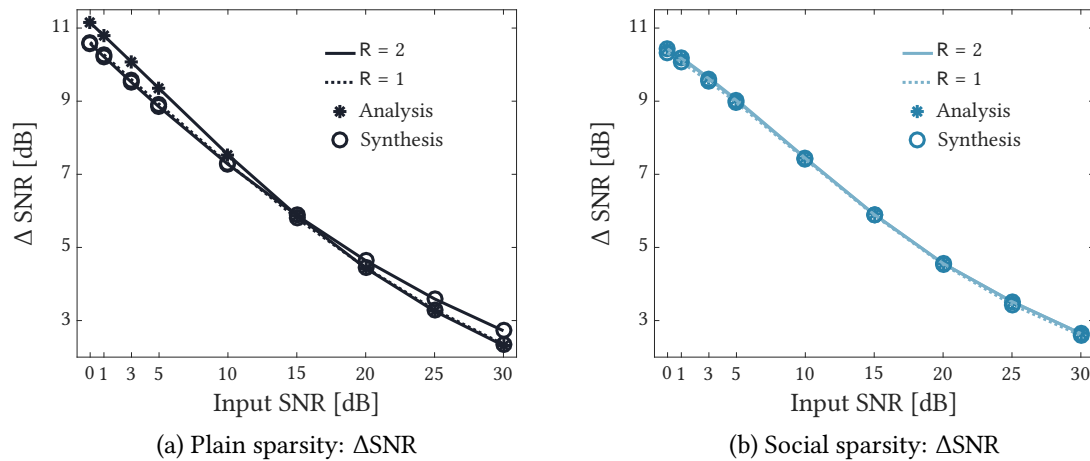 11
9
7
5
3
Δ SNR [dB]
R = 2
R = 1
Analysis
Synthesis
0 1 3 5 10 15 20 25 30
Input SNR [dB]
(a) Plain sparsity: ΔSNR
11
9
7
5
3
Δ SNR [dB]
R = 2
R = 1
Analysis
Synthesis
0 1 3 5 10 15 20 25 30
Input SNR [dB]
(b) Social sparsity: ΔSNR